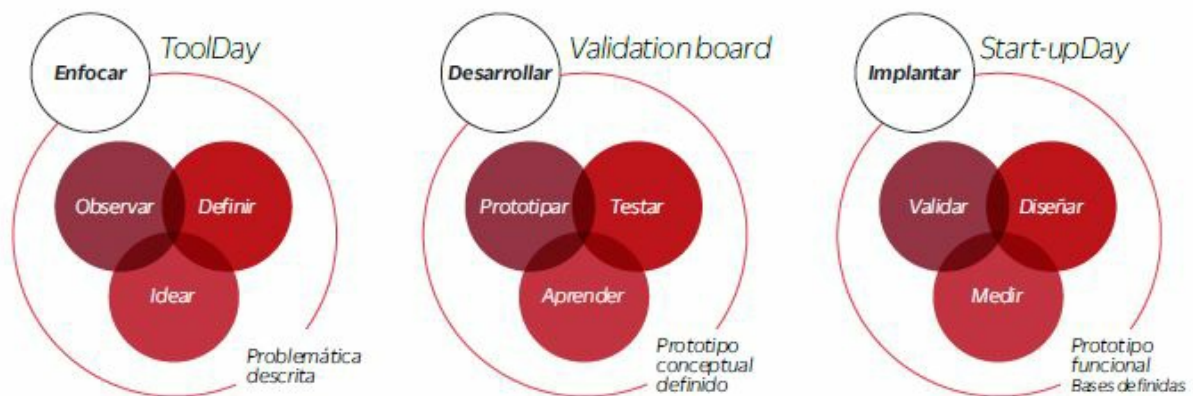 ToolDay
Enfocar
Observar
Definir
Idear
Problemática
descrita
Validation board
Desarrollar
Prototipar
Testar
Aprender
Prototipo
conceptual
definido
Start-upDay
Implantar
Validar
Diseñar
Medir
Prototipo
funcional
Bases definidas